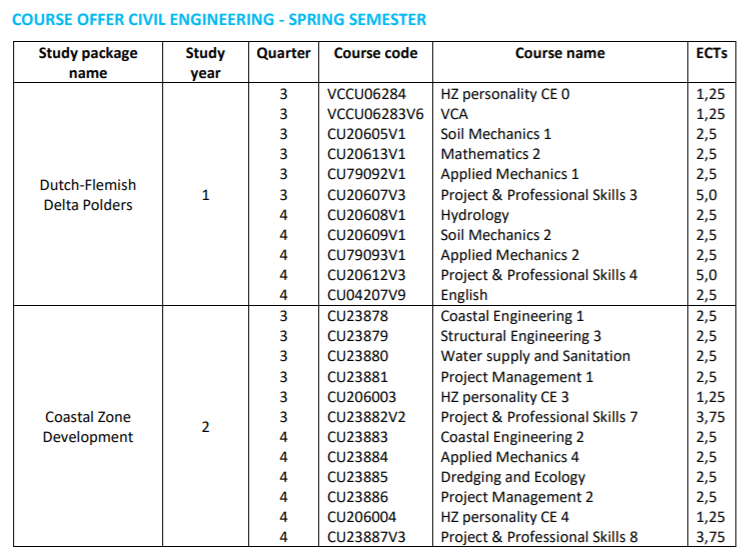 COURSE OFFER CIVIL ENGINEERING - SPRING SEMESTER
Study package name Study year Quarter Course code Course name ECTs
Dutch-Flemish Delta Polders 1
3 VCCU06284 HZ personality CE 0 1,25
3 VCCU06283V6 VCA 1,25
3 CU20605V1 Soil Mechanics 1 2,5
3 CU20613V1 Mathematics 2 2,5
3 CU79092V1 Applied Mechanics 1 2,5
3 CU20607V3 Project & Professional Skills 3 5,0
4 CU20608V1 Hydrology 2,5
4 CU20609V1 Soil Mechanics 2 2,5
4 CU79093V1 Applied Mechanics 2 2,5
4 CU20612V3 Project & Professional Skills 4 5,0
4 CU04207V9 English 2,5
Coastal Zone Development 2
3 CU23878 Coastal Engineering 1 2,5
3 CU23879 Structural Engineering 3 2,5
3 CU23880 Water supply and Sanitation 2,5
3 CU23881 Project Management 1 2,5
3 CU206003 HZ personality CE 3 1,25
3 CU23882V2 Project & Professional Skills 7 3,75
4 CU23883 Coastal Engineering 2 2,5
4 CU23884 Applied Mechanics 4 2,5
4 CU23885 Dredging and Ecology 2,5
4 CU23886 Project Management 2 2,5
4 CU206004 HZ personality CE 4 1,25
4 CU23887V3 Project & Professional Skills 8 3,75